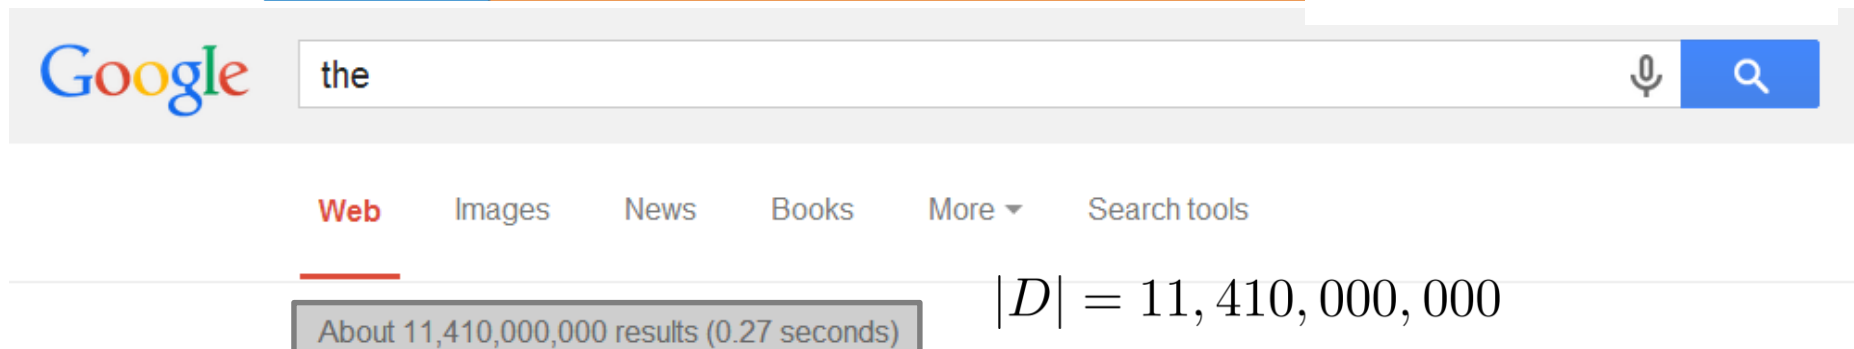 Google the
Web Images News Books More Search tools
|D| = 11, 410, 000, 000
About 11,410,000,000 results (0.27 seconds)